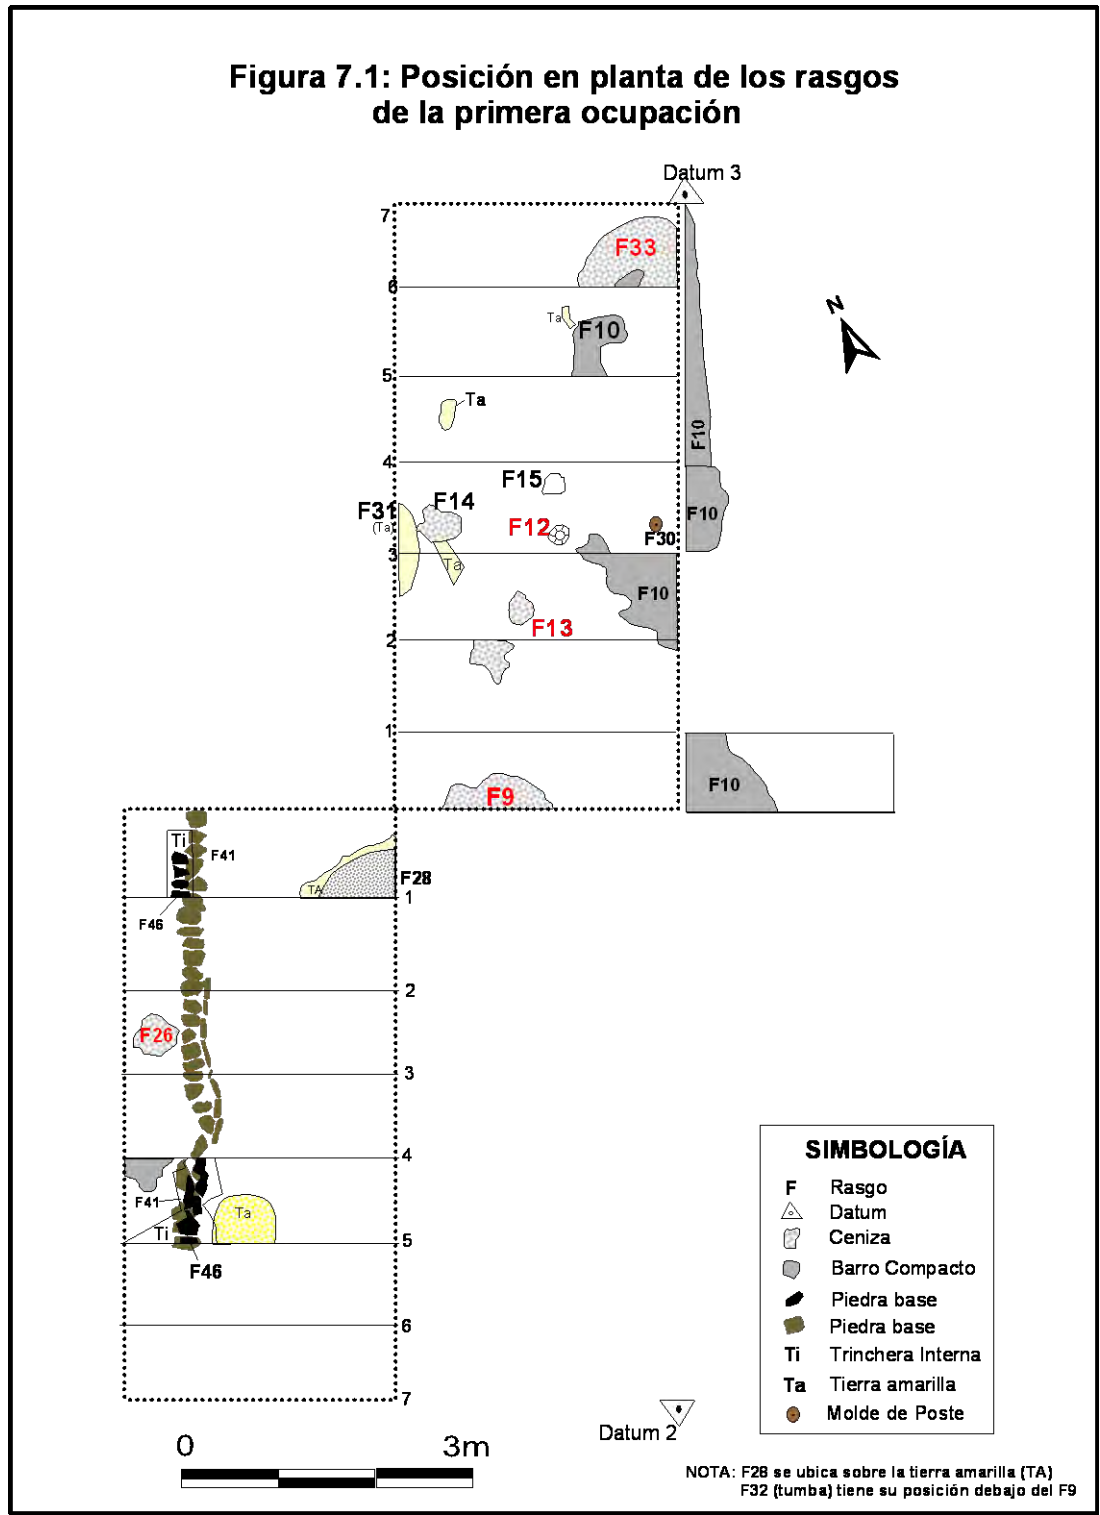 Figura 7.1: Posición en planta de los rasgos
de la primera ocupación
Datum 3
7
F33
6
N
Ta
F10
5
Ta
F10
4
F15
F31
(Ta)
F14
F12
F30
F10
3
Ta
F10
F13
2
1
F10
F9
Ti
F41
TA
F28
1
F46
2
F26
3
4
F41
Ta
Ti
5
F46
6
7
SIMBOLOGÍA
F Rasgo
Datum
Ceniza
Barro Compacto
Piedra base
Piedra base
Ti Trinchera Interna
Ta Tierra amarilla
Molde de Poste
Datum 2
0 3m
NOTA: F28 se ubica sobre la tierra amarilla (TA)
F32 (tumba) tiene su posición debajo del F9